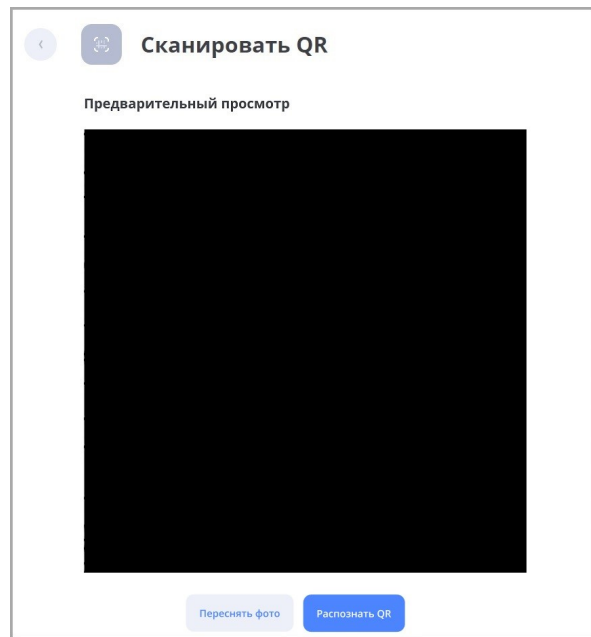 Сканировать QR
Предварительный просмотр
Переснять фото
Распознать QR